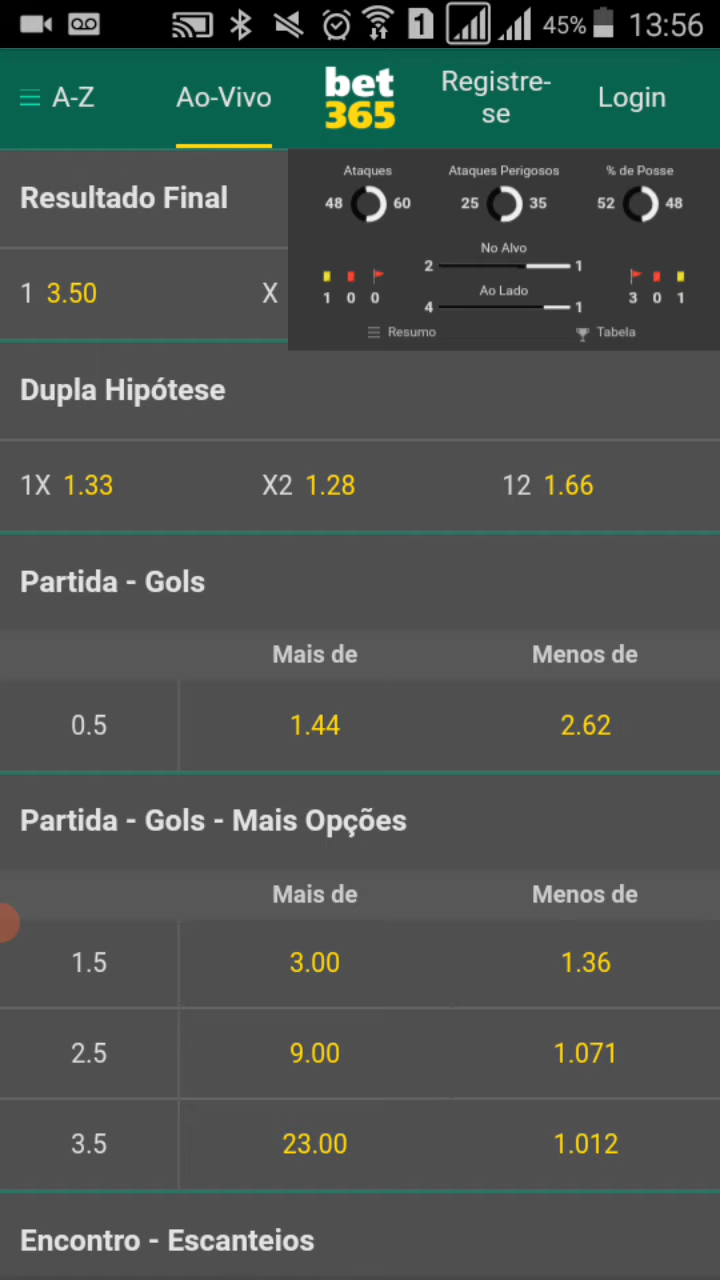 1 45% 13:56
A-Z Ao-Vivo bet365 Registre-se Login
Resultado Final
1 3.50 X
Ataques Ataques Perigosos % de Posse
48 60 25 35 52 48
No Alvo
2 1
Ao Lado
4 1
1 0 0 3 0 1
Resumo Tabela
Dupla Hipótese
1X 1.33 X2 1.28 12 1.66
Partida - Gols
Mais de Menos de
0.5 1.44 2.62
Partida - Gols - Mais Opções
Mais de Menos de
1.5 3.00 1.36
2.5 9.00 1.071
3.5 23.00 1.012
Encontro - Escanteios